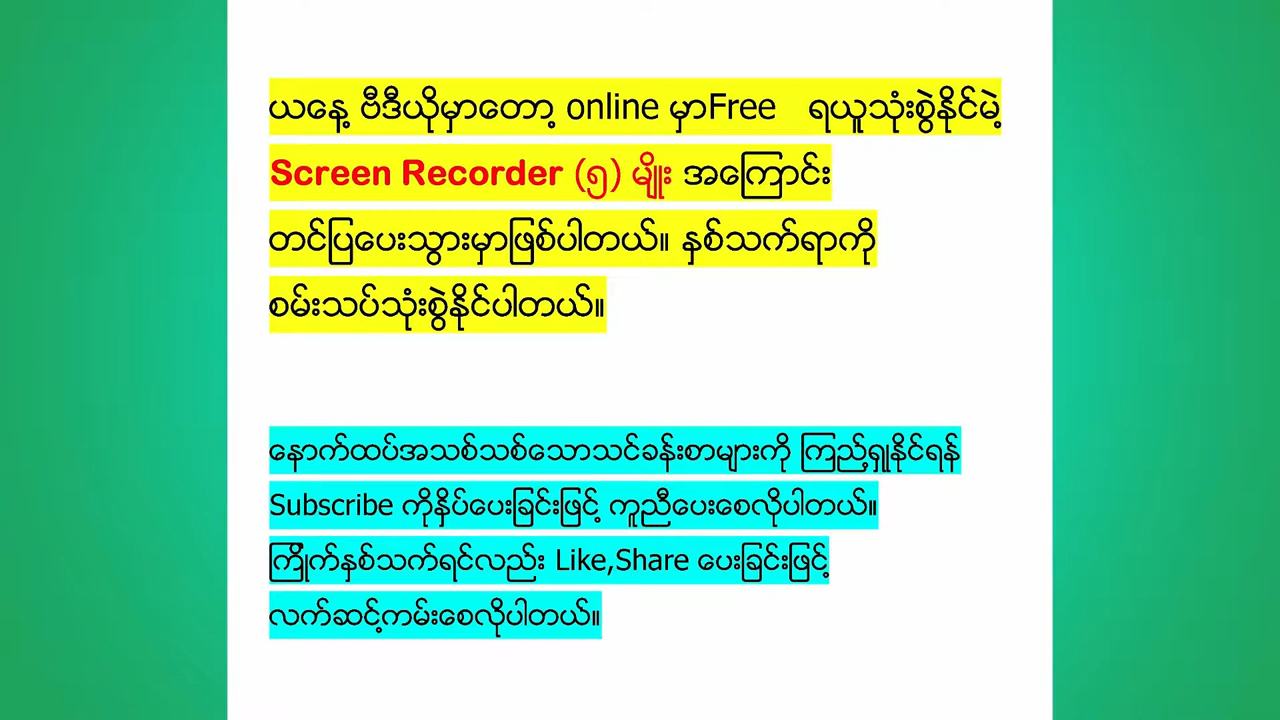 ယနေ့ ဗီဒီယိုမှာတော့ online မှာFree ရယူသုံးစွဲနိုင်မဲ့
Screen Recorder (၅) မျိုး အကြောင်း
တင်ပြပေးသွားမှာဖြစ်ပါတယ်။ နှစ်သက်ရာကို
စမ်းသပ်သုံးစွဲနိုင်ပါတယ်။
နောက်ထပ်အသစ်သစ်သောသင်ခန်းစာများကို ကြည့်ရှုနိုင်ရန်
Subscribe ကိုနှိပ်ပေးခြင်းဖြင့် ကူညီပေးစေလိုပါတယ်။
ကြိုက်နှစ်သက်ရင်လည်း Like,Share ပေးခြင်းဖြင့်
လက်ဆင့်ကမ်းစေလိုပါတယ်။